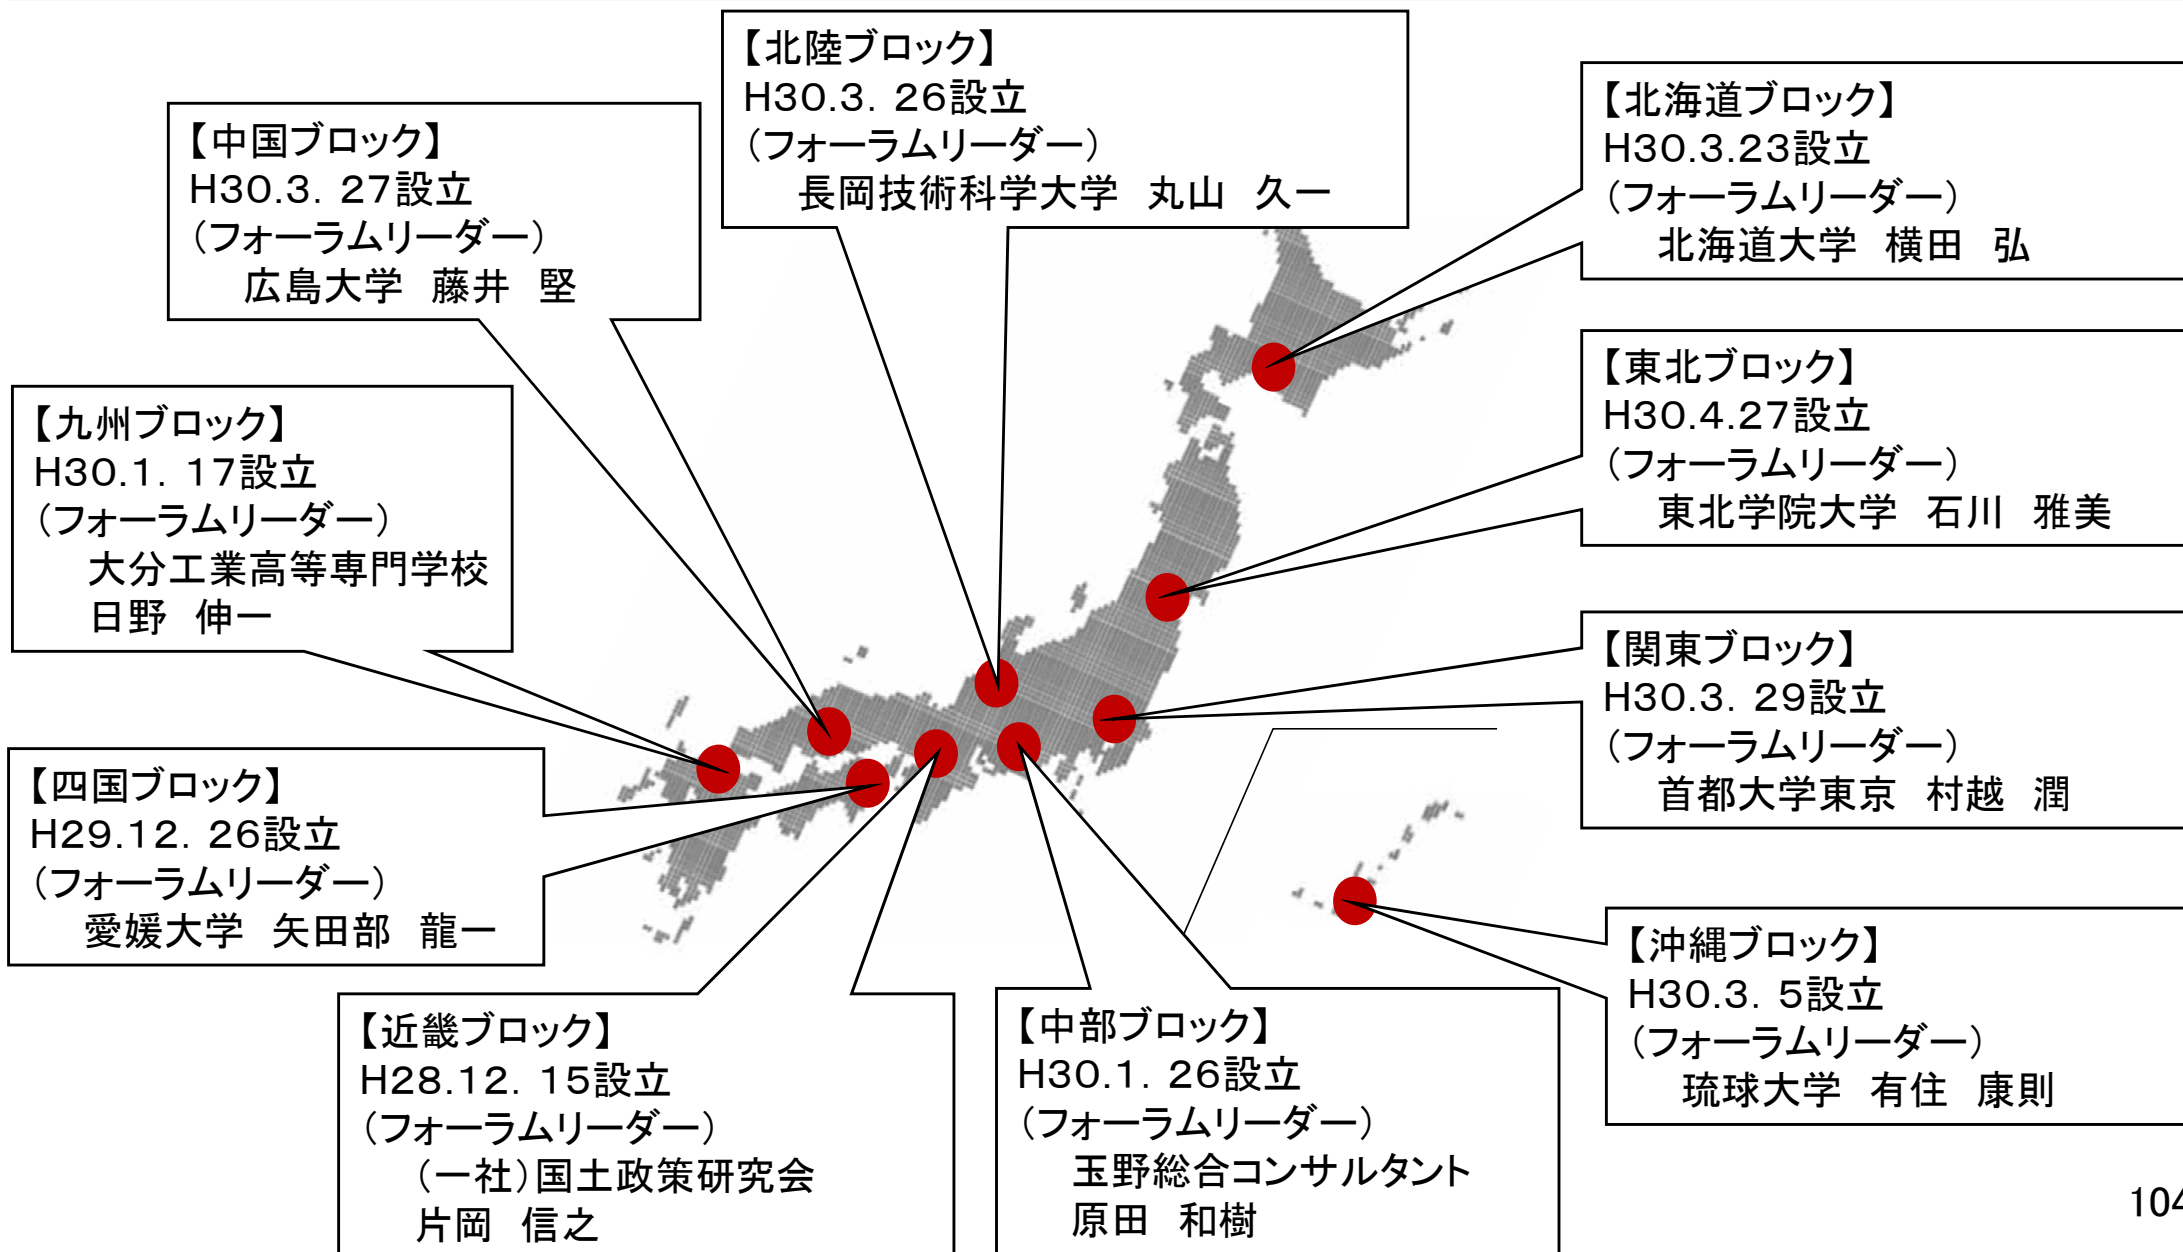 【北陸ブロック】
H30.3. 26設立
(フォーラムリーダー)
長岡技術科学大学 丸山 久一
【北海道ブロック】
H30.3.23設立
(フォーラムリーダー)
北海道大学 横田 弘
【中国ブロック】
H30.3. 27設立
(フォーラムリーダー)
広島大学 藤井 堅
【東北ブロック】
H30.4.27設立
(フォーラムリーダー)
東北学院大学 石川 雅美
【九州ブロック】
H30.1. 17設立
(フォーラムリーダー)
大分工業高等専門学校
日野 伸一
【関東ブロック】
H30.3. 29設立
(フォーラムリーダー)
首都大学東京 村越 潤
【四国ブロック】
H29.12. 26設立
(フォーラムリーダー)
愛媛大学 矢田部 龍一
【沖縄ブロック】
H30.3. 5設立
(フォーラムリーダー)
琉球大学 有住 康則
【近畿ブロック】
H28.12. 15設立
(フォーラムリーダー)
(一社)国土政策研究会
片岡 信之
【中部ブロック】
H30.1. 26設立
(フォーラムリーダー)
玉野総合コンサルタント
原田 和樹
104